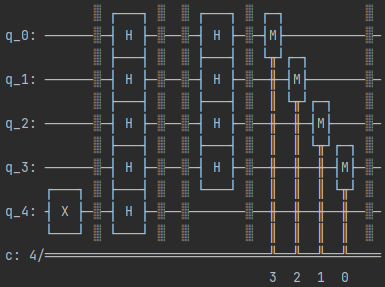 q_0: H H M
q_1: H H M
q_2: H H M
q_3: H H M
q_4: X H
c: 4/
3 2 1 0